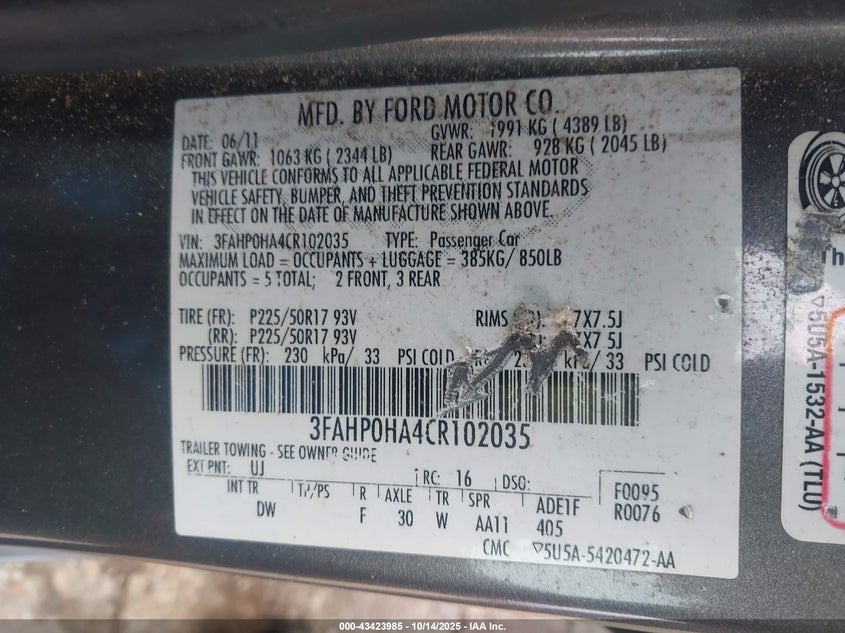 MFD. BY FORD MOTOR CO.
DATE: 06/11 GVWR: 1991 KG ( 4389 LB)
FRONT GAWR: 1063 KG ( 2344 LB) REAR GAWR: 928 KG ( 2045 LB)
THIS VEHICLE CONFORMS TO ALL APPLICABLE FEDERAL MOTOR
VEHICLE SAFETY, BUMPER, AND THEFT PREVENTION STANDARDS
IN EFFECT ON THE DATE OF MANUFACTURE SHOWN ABOVE.
VIN: 3FAHP0HA4CR102035 TYPE: Passenger Car
MAXIMUM LOAD = OCCUPANTS + LUGGAGE = 385KG/ 850LB
OCCUPANTS = 5 TOTAL; 2 FRONT, 3 REAR
TIRE (FR): P225/50R17 93V RIMS 7X7.5J
(RR): P225/50R17 93V X7 5J
PRESSURE (FR): 230 kPa/ 33 PSI COLD kPa/ 33 PSI COLD
3FAHP0HA4CR102035
TRAILER TOWING - SEE OWNER GUIDE
EXT PNT: UJ RC: 16 DSO: F0095
INT TR TP/PS R AXLE TR SPR ADE1F R0076
DW F 30 W AA11 405
CMC ▽5U5A-5420472-AA
Th
▽5U5A-1532-AA (TLU)
000-43423985 - 10/14/2025 - IAA Inc.